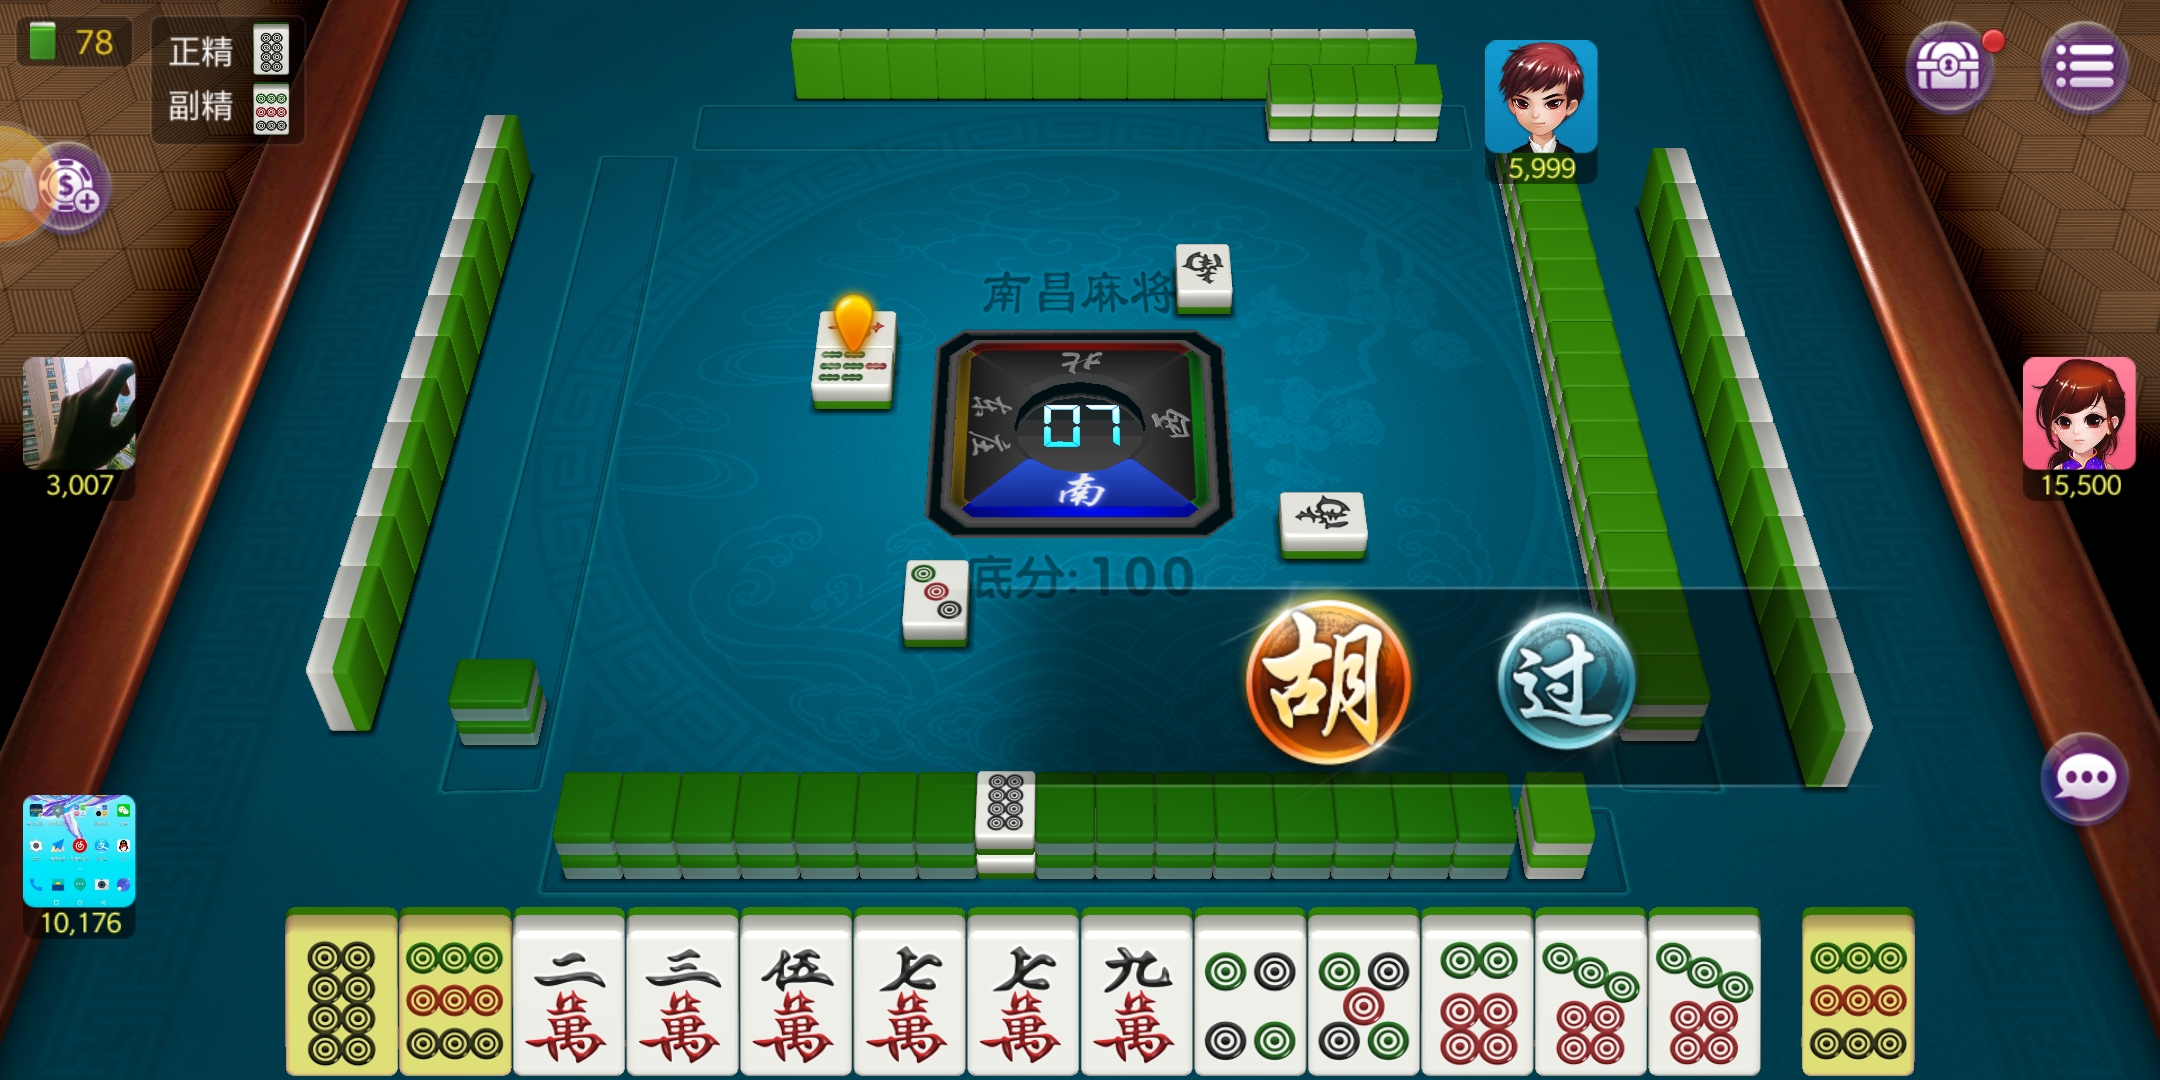 78
正精
副精
5,999
南昌麻将
北
西
07
南
3,007
15,500
底分:100
胡
过
10,176
二萬
三萬
伍萬
七萬
七萬
九萬